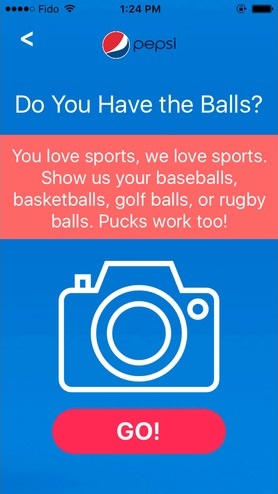 Fido 1:24 PM
<
pepsi
Do You Have the Balls?
You love sports, we love sports.
Show us your baseballs,
basketballs, golf balls, or rugby
balls. Pucks work too!
GO!